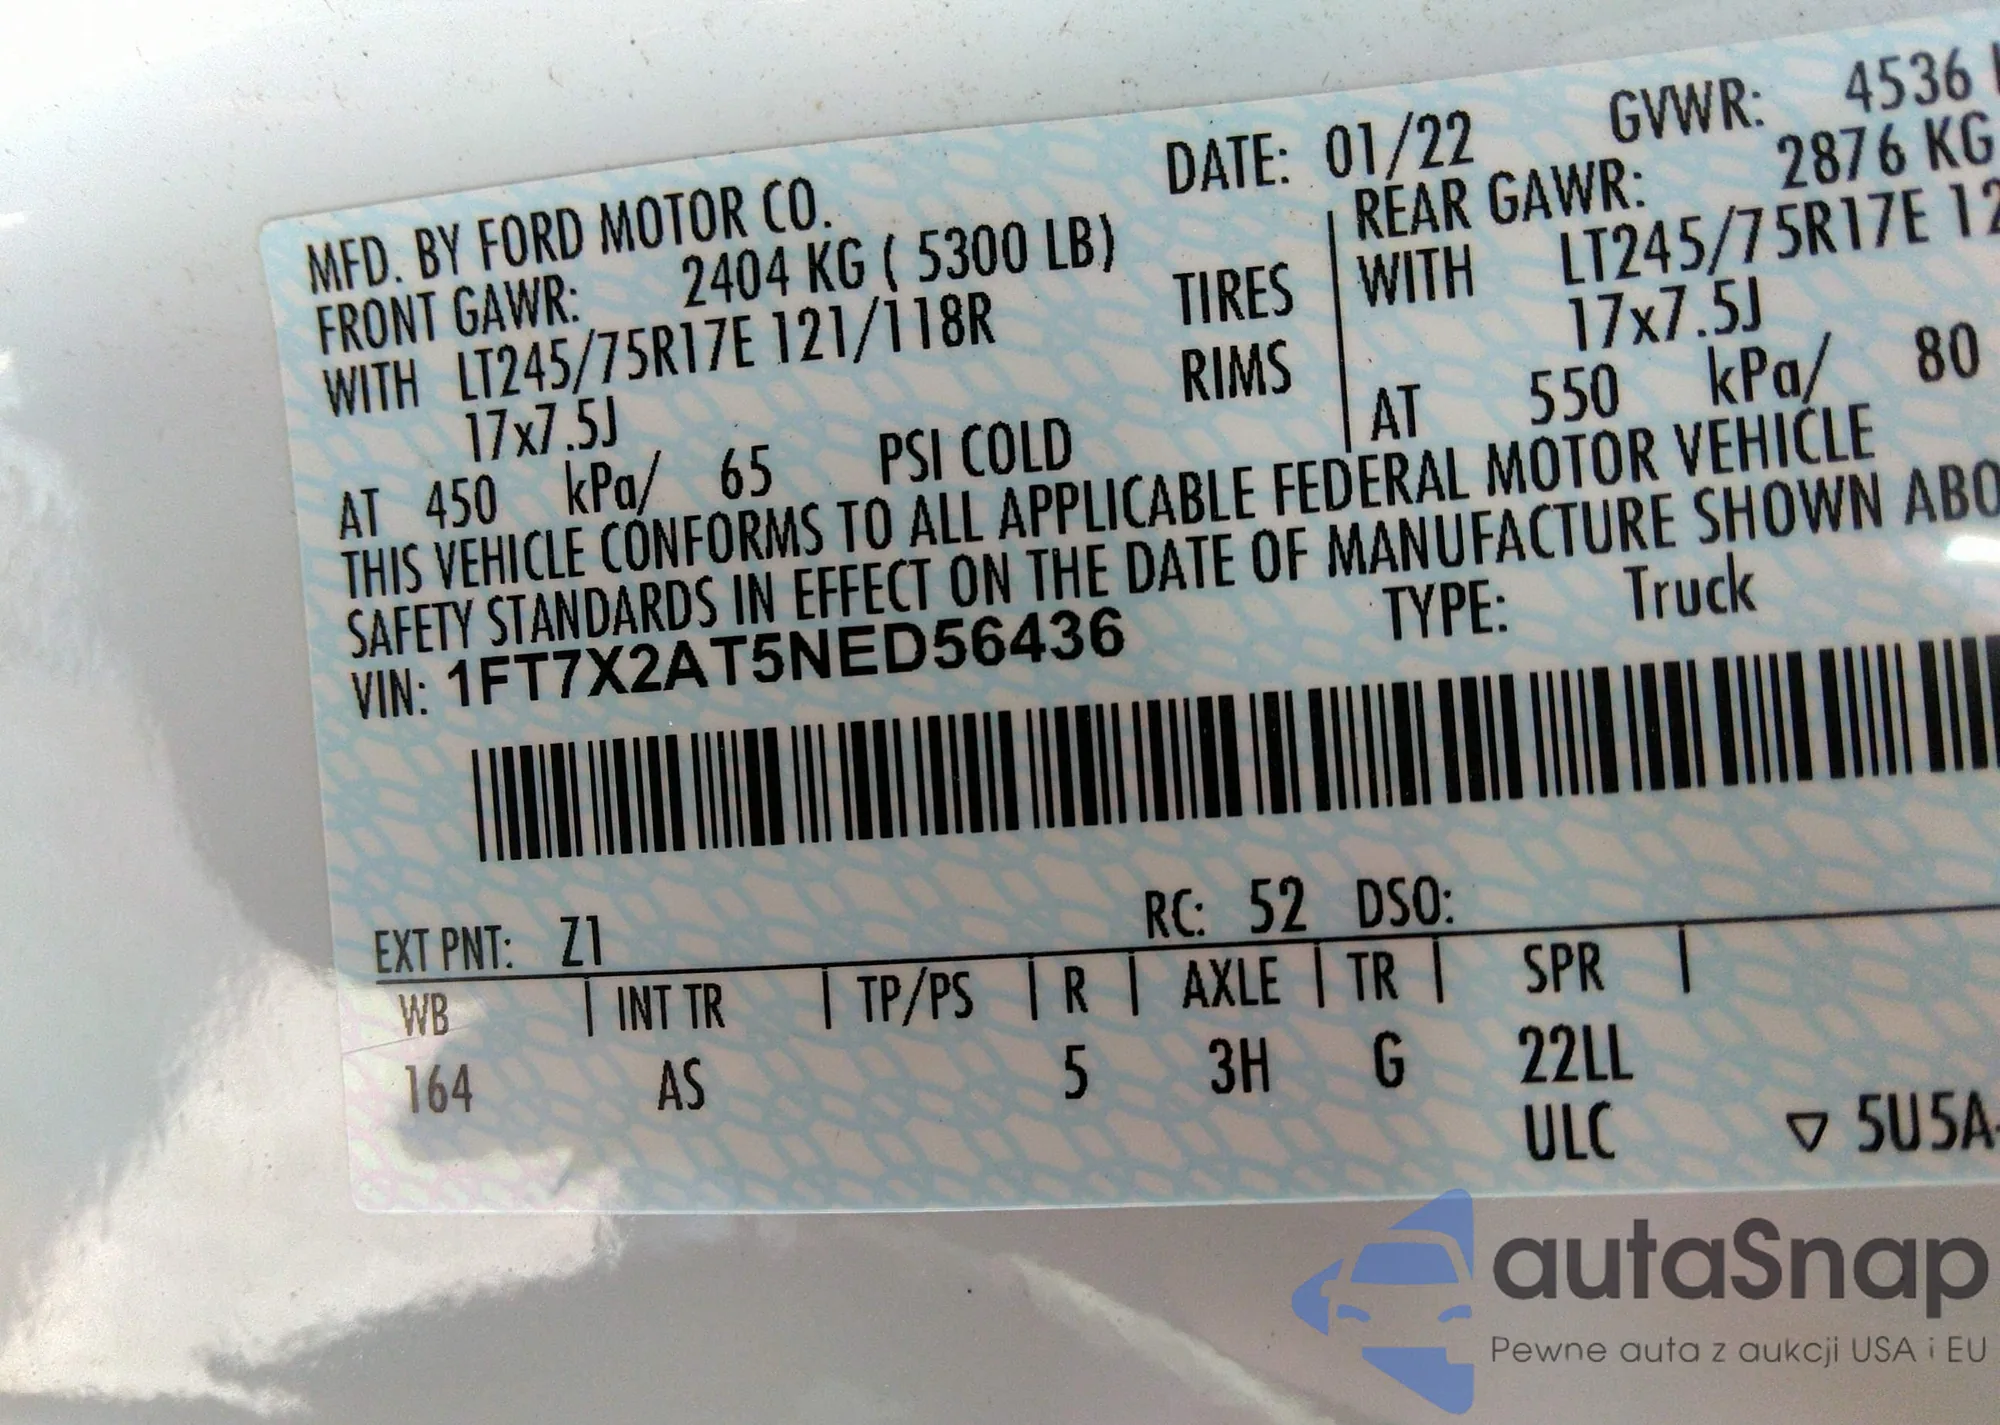 MFD. BY FORD MOTOR CO. DATE: 01/22 GVWR: 4536
FRONT GAWR: 2404 KG ( 5300 LB) REAR GAWR: 2876 KG
WITH LT245/75R17E 121/118R TIRES WITH LT245/75R17E 12
17x7.5J RIMS 17x7.5J
AT 450 kPa/ 65 PSI COLD AT 550 kPa/ 80
THIS VEHICLE CONFORMS TO ALL APPLICABLE FEDERAL MOTOR VEHICLE
SAFETY STANDARDS IN EFFECT ON THE DATE OF MANUFACTURE SHOWN ABO
VIN: 1FT7X2AT5NED56436 TYPE: Truck
EXT PNT: Z1 RC: 52 DSO:
WB | INT TR | TP/PS | R | AXLE | TR | SPR |
164 AS 5 3H G 22LL
ULC ▽ 5U5A-
autaSnap
Pewne auta z aukcji USA i EU